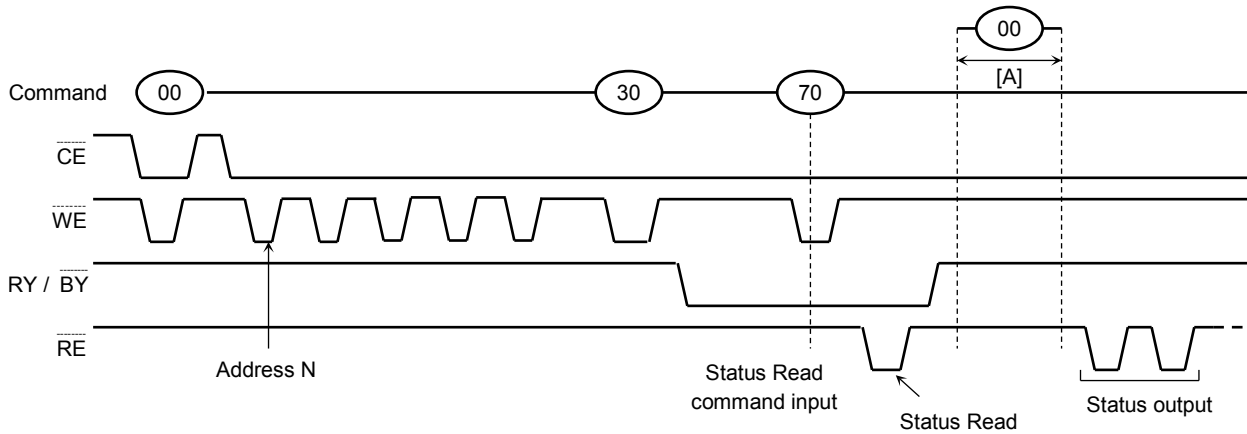 00
[A]
Command
00
30
70
CE
WE
RY / BY
RE
Address N
Status Read
command input
Status Read
Status output